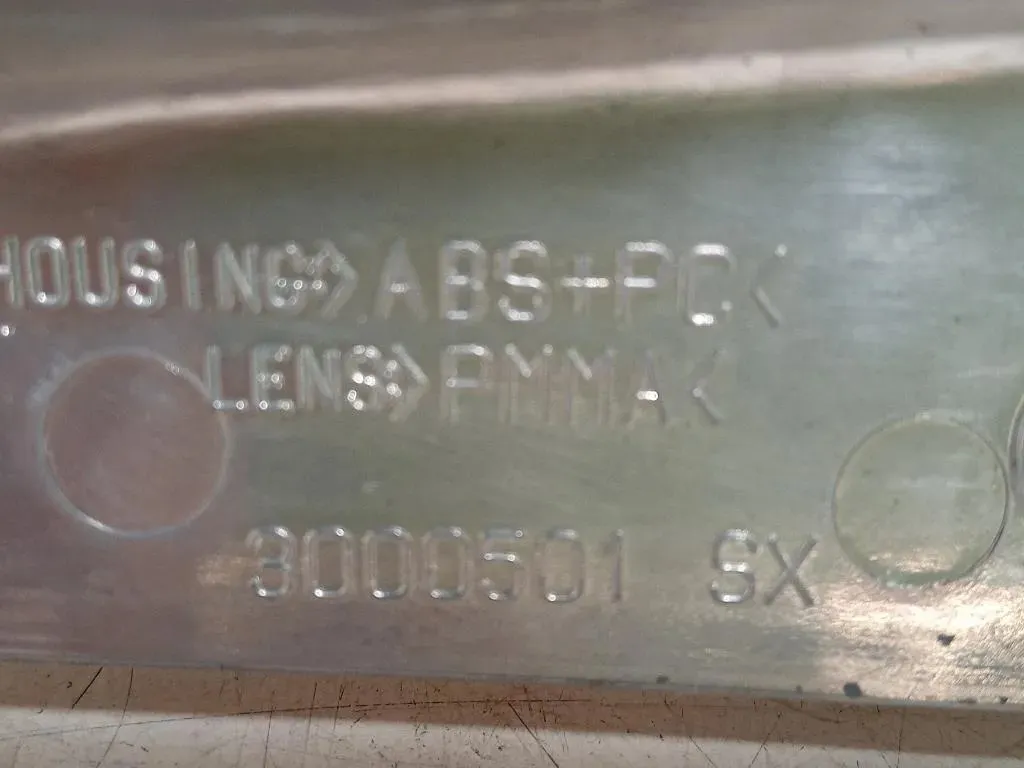 HOUSING>ABS+PC<
LENS>PMMA<
3000501 SX